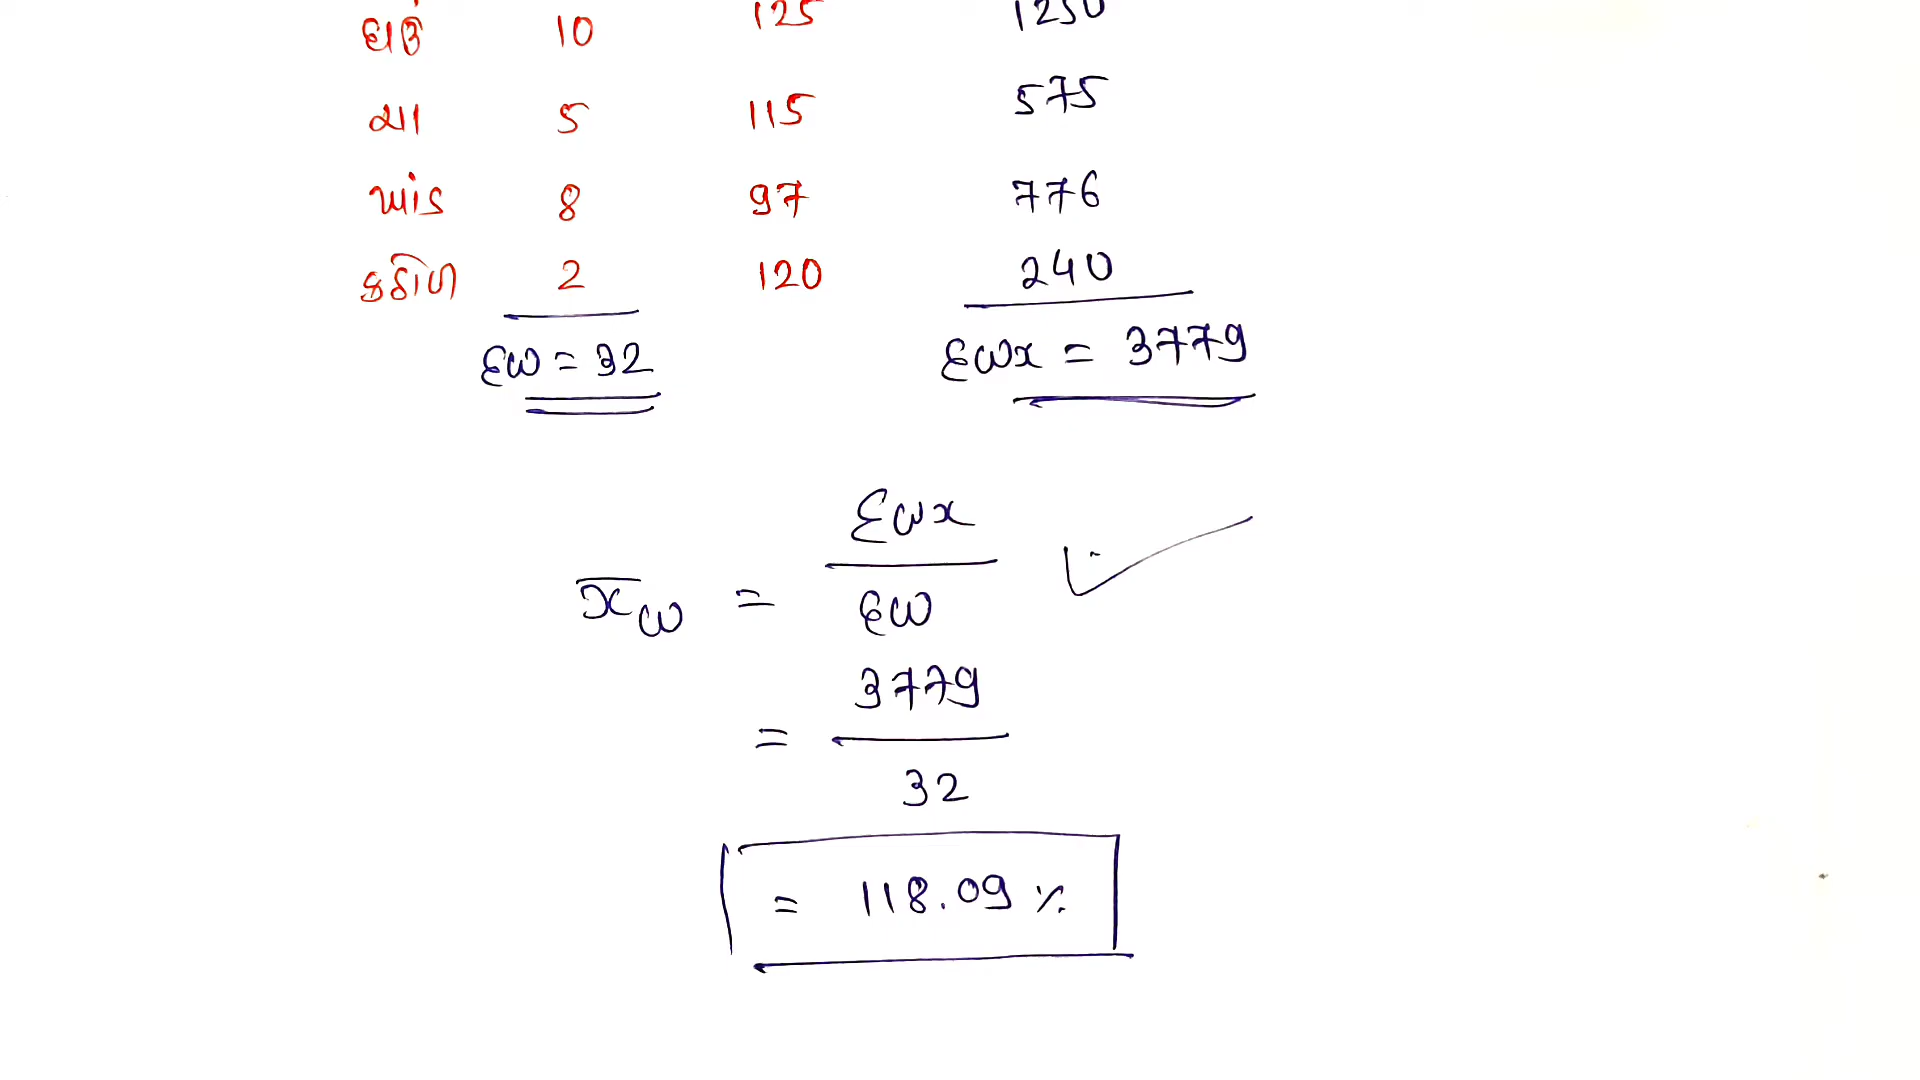 ઘઉં 10 125 1250
ચા 5 115 575
ખાંડ 8 97 776
કઠોળ 2 120 240
Σw = 32 Σwx = 3779
Σwx
x̄w = Σw
3779
=
32
= 118.09 %